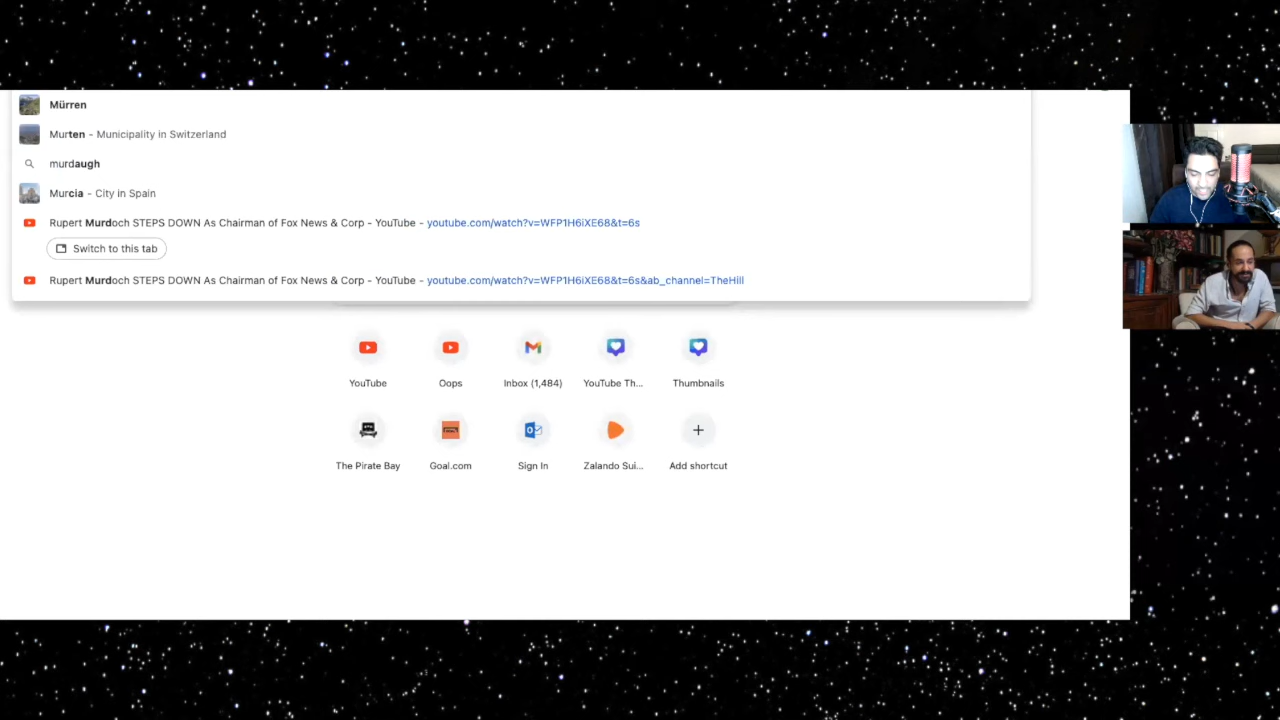 Mürren
Murten - Municipality in Switzerland
murdaugh
Murcia - City in Spain
Rupert Murdoch STEPS DOWN As Chairman of Fox News & Corp - YouTube - youtube.com/watch?v=WFP1H6iXE68&t=6s
Switch to this tab
Rupert Murdoch STEPS DOWN As Chairman of Fox News & Corp - YouTube - youtube.com/watch?v=WFP1H6iXE68&t=6s&ab_channel=TheHill
YouTube
Oops
Inbox (1,484)
YouTube Th...
Thumbnails
The Pirate Bay
Goal.com
Sign In
Zalando Sui...
Add shortcut